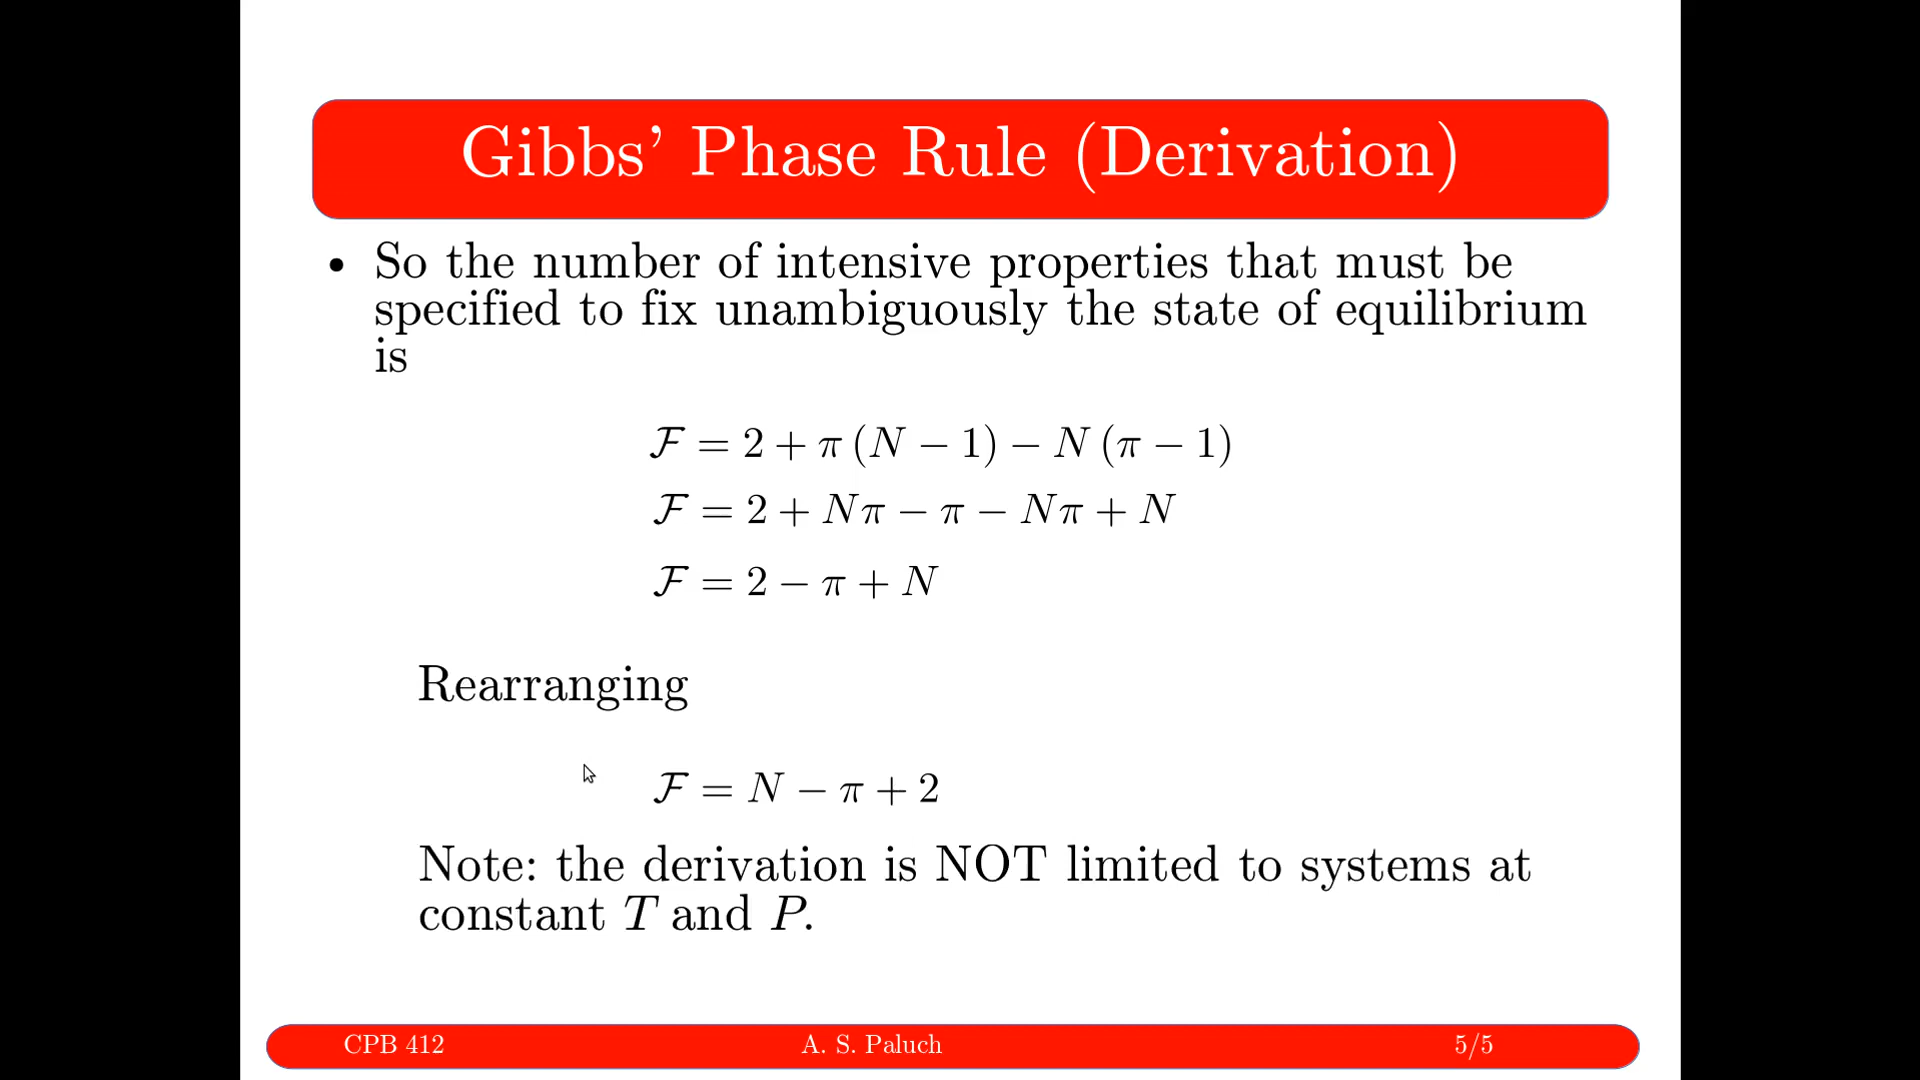 Gibbs' Phase Rule (Derivation)
• So the number of intensive properties that must be
specified to fix unambiguously the state of equilibrium
is
ℱ = 2 + π (N − 1) − N (π − 1)
ℱ = 2 + Nπ − π − Nπ + N
ℱ = 2 − π + N
Rearranging
ℱ = N − π + 2
Note: the derivation is NOT limited to systems at
constant T and P.
CPB 412 A. S. Paluch 5/5